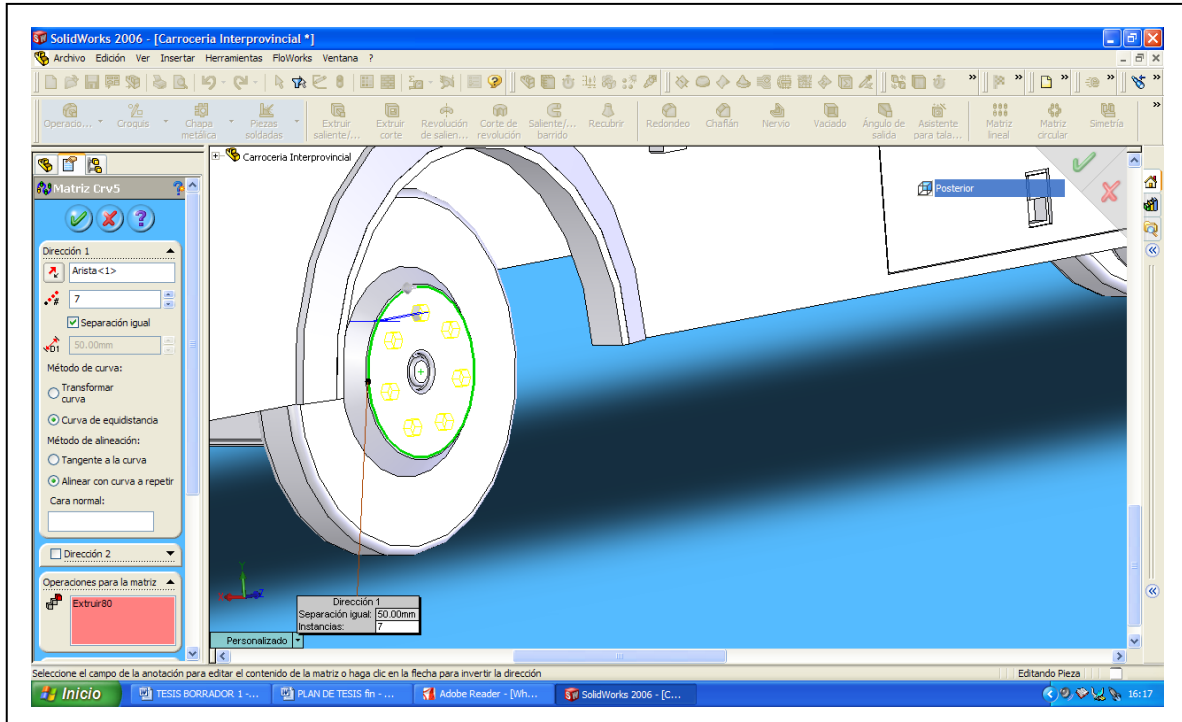 SolidWorks 2006 - [Carroceria Interprovincial *]
Archivo Edición Ver Insertar Herramientas FloWorks Ventana ?
Operacio... Croquis Chapa metálica Piezas soldadas Extruir saliente/... Extruir corte Revolución de salien... Corte de revolución Saliente/... barrido Recubrir Redondeo Chaflán Nervio Vaciado Ángulo de salida Asistente para tala... Matriz lineal Matriz circular Simetría
Carroceria Interprovincial
Posterior
Matriz Crv5 ?
Dirección 1
Arista<1>
7
Separación igual
50.00mm
Método de curva:
Transformar
curva
Curva de equidistancia
Método de alineación:
Tangente a la curva
Alinear con curva a repetir
Cara normal:
Dirección 2
Operaciones para la matriz
Extruir80
Dirección 1
Separación igual: 50.00mm
Instancias: 7
Personalizado
Seleccione el campo de la anotación para editar el contenido de la matriz o haga clic en la flecha para invertir la dirección
Editando Pieza
Inicio TESIS BORRADOR 1 -... PLAN DE TESIS fin - ... Adobe Reader - [Wh... SolidWorks 2006 - [C... 16:17